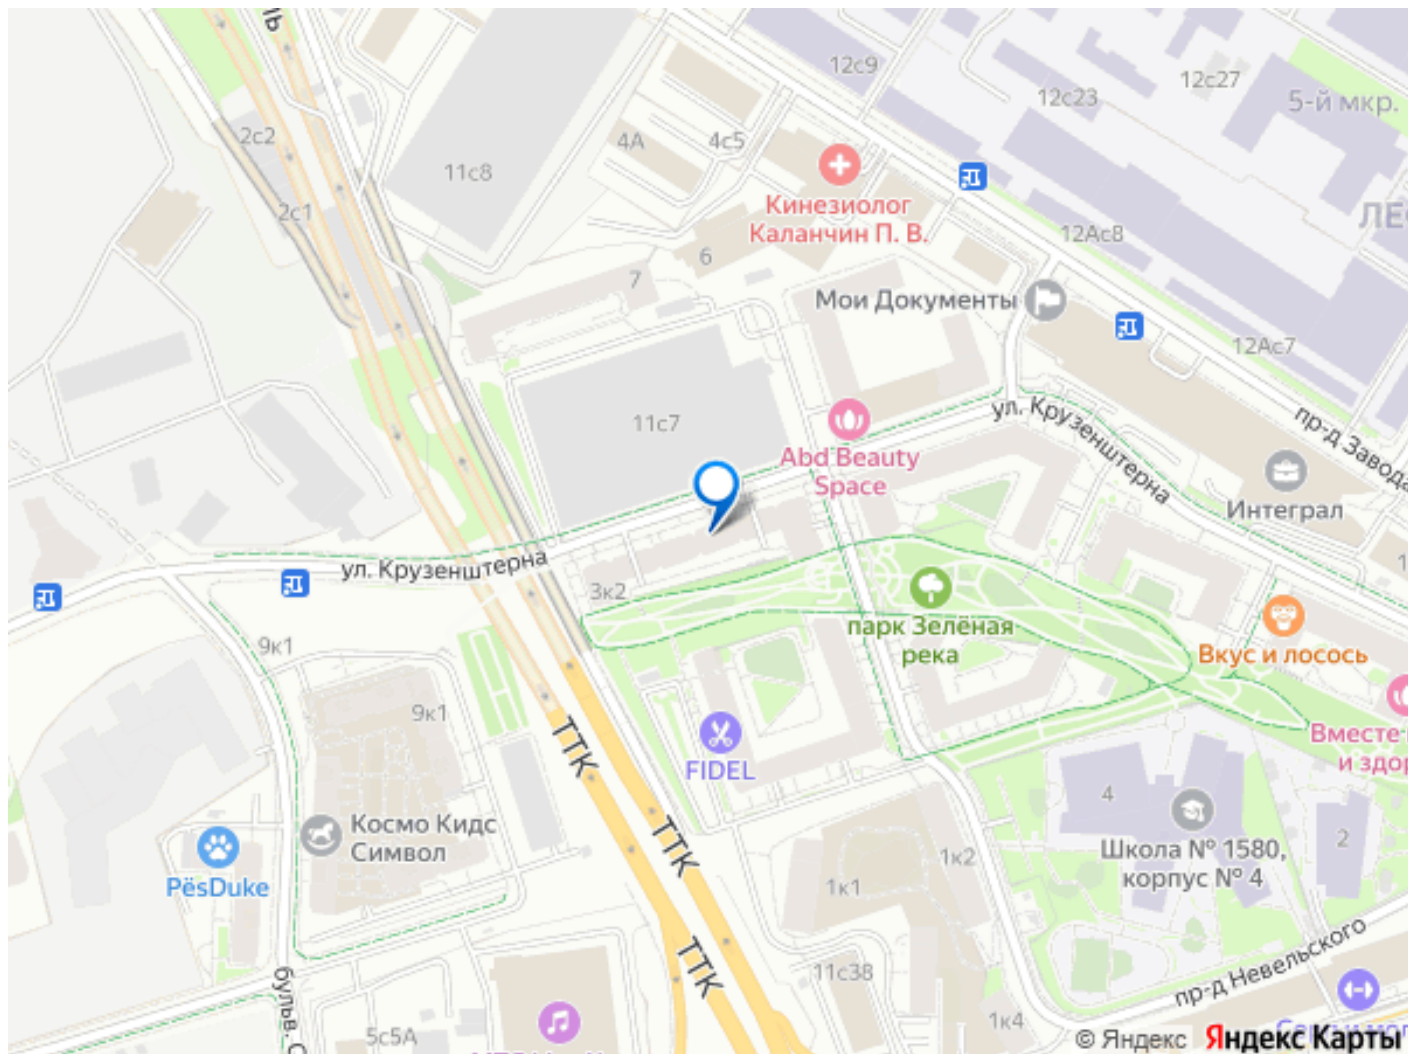 12с9
12с27
12с23
5-й мкр.
2с2
4А
4с5
11с8
Кинезиолог
Каланчин П. В.
2с1
12Ас8
6
7
Мои Документы
12Ас7
11с7
ул. Крузенштерна
пр-д Завода
Abd Beauty
Space
Интеграл
ул. Крузенштерна
3к2
парк Зелёная
река
Вкус и лосось
9к1
9к1
ТТК
FIDEL
Вместе
и здор
4
Космо Кидс
Символ
ТТК
2
Школа № 1580,
корпус № 4
1к2
PёsDuke
1к1
ТТК
пр-д Невельского
11с38
бульв.
5с5А
1к4
© Яндекс Яндекс Карты